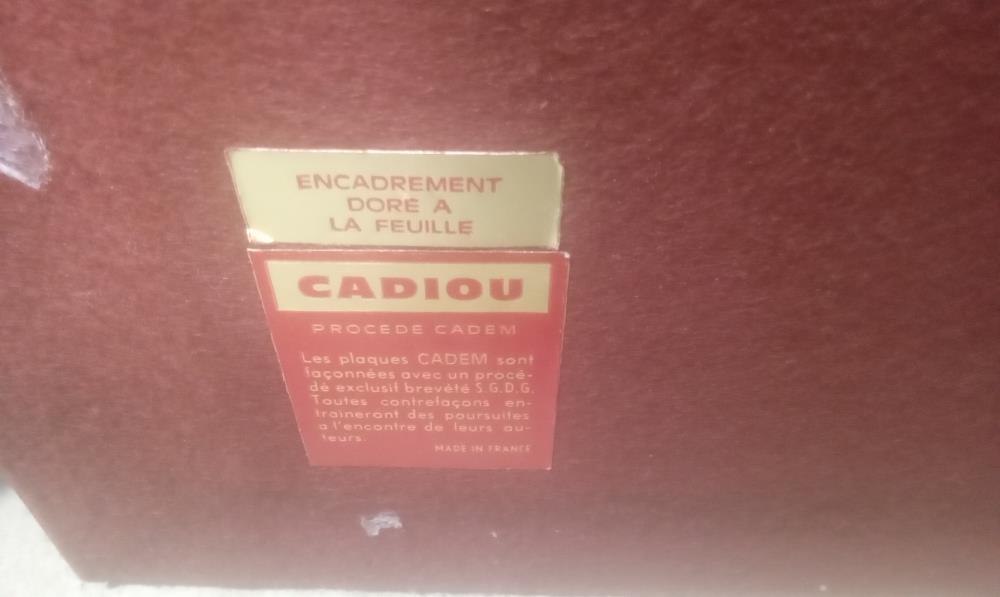 ENCADREMENT
DORÉ A
LA FEUILLE
CADIOU
PROCEDE CADEM
Les plaques CADEM sont
façonnées avec un procé-
dé exclusif breveté S.G.D.G.
Toutes contrefaçons en-
traineront des poursuites
a l'encontre de leurs au-
teurs.
MADE IN FRANCE